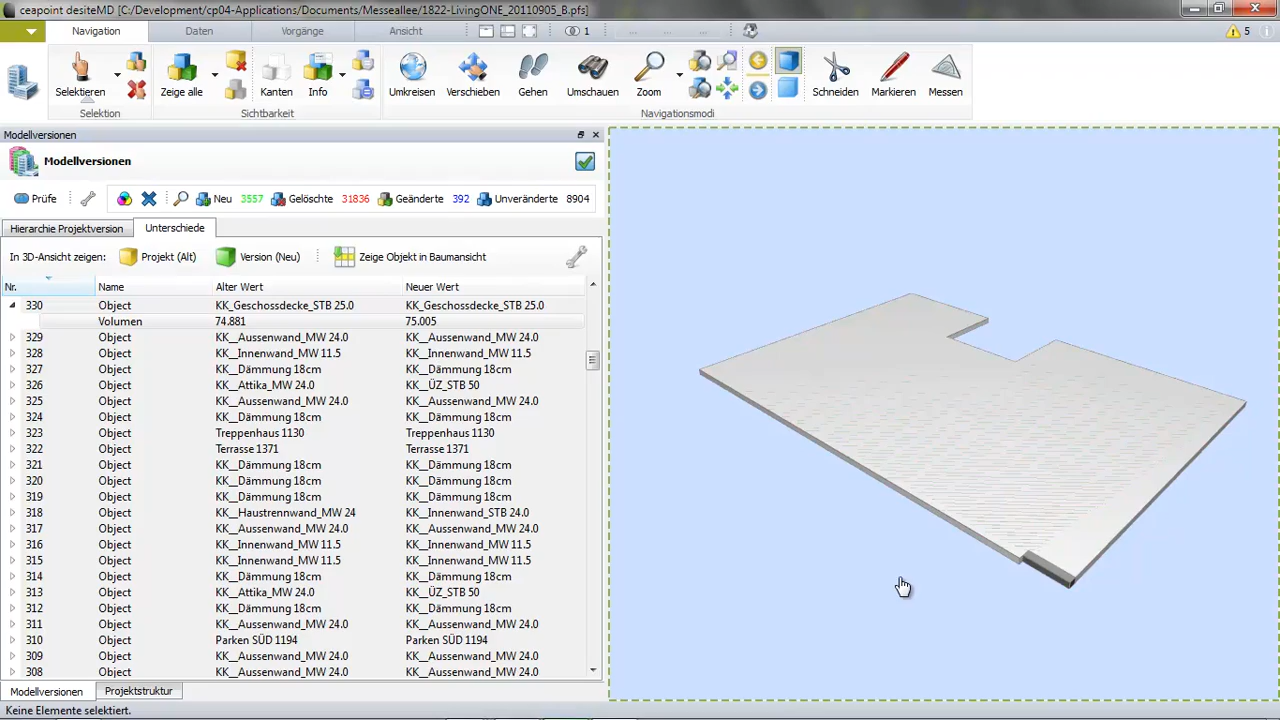 ceapoint desiteMD [C:/Development/cp04-Applications/Documents/Messeallee/1822-LivingONE_20110905_B.pfs]
Navigation Daten Vorgänge Ansicht 1 5
Selektieren Zeige alle Kanten Info Umkreisen Verschieben Gehen Umschauen Zoom Schneiden Markieren Messen
Selektion Sichtbarkeit Navigationsmodi
Modellversionen
Modellversionen
Prüfe Neu 3557 Gelöschte 31836 Geänderte 392 Unveränderte 8904
Hierarchie Projektversion Unterschiede
In 3D-Ansicht zeigen: Projekt (Alt) Version (Neu) Zeige Objekt in Baumansicht
Nr. Name Alter Wert Neuer Wert
330 Object KK_Geschossdecke_STB 25.0 KK_Geschossdecke_STB 25.0
Volumen 74.881 75.005
329 Object KK__Aussenwand_MW 24.0 KK__Aussenwand_MW 24.0
328 Object KK__Innenwand_MW 11.5 KK__Innenwand_MW 11.5
327 Object KK__Dämmung 18cm KK__Dämmung 18cm
326 Object KK__Attika_MW 24.0 KK__ÜZ_STB 50
325 Object KK__Aussenwand_MW 24.0 KK__Aussenwand_MW 24.0
324 Object KK__Dämmung 18cm KK__Dämmung 18cm
323 Object Treppenhaus 1130 Treppenhaus 1130
322 Object Terrasse 1371 Terrasse 1371
321 Object KK__Dämmung 18cm KK__Dämmung 18cm
320 Object KK__Dämmung 18cm KK__Dämmung 18cm
319 Object KK__Dämmung 18cm KK__Dämmung 18cm
318 Object KK__Haustrennwand_MW 24 KK__Innenwand_STB 24.0
317 Object KK__Aussenwand_MW 24.0 KK__Aussenwand_MW 24.0
316 Object KK__Innenwand_MW 11.5 KK__Innenwand_MW 11.5
315 Object KK__Innenwand_MW 11.5 KK__Innenwand_MW 11.5
314 Object KK__Dämmung 18cm KK__Dämmung 18cm
313 Object KK__Attika_MW 24.0 KK__ÜZ_STB 50
312 Object KK__Dämmung 18cm KK__Dämmung 18cm
311 Object KK__Aussenwand_MW 24.0 KK__Aussenwand_MW 24.0
310 Object Parken SÜD 1194 Parken SÜD 1194
309 Object KK__Aussenwand_MW 24.0 KK__Aussenwand_MW 24.0
308 Object KK__Aussenwand_MW 24.0 KK__Aussenwand_MW 24.0
Modellversionen Projektstruktur
Keine Elemente selektiert.